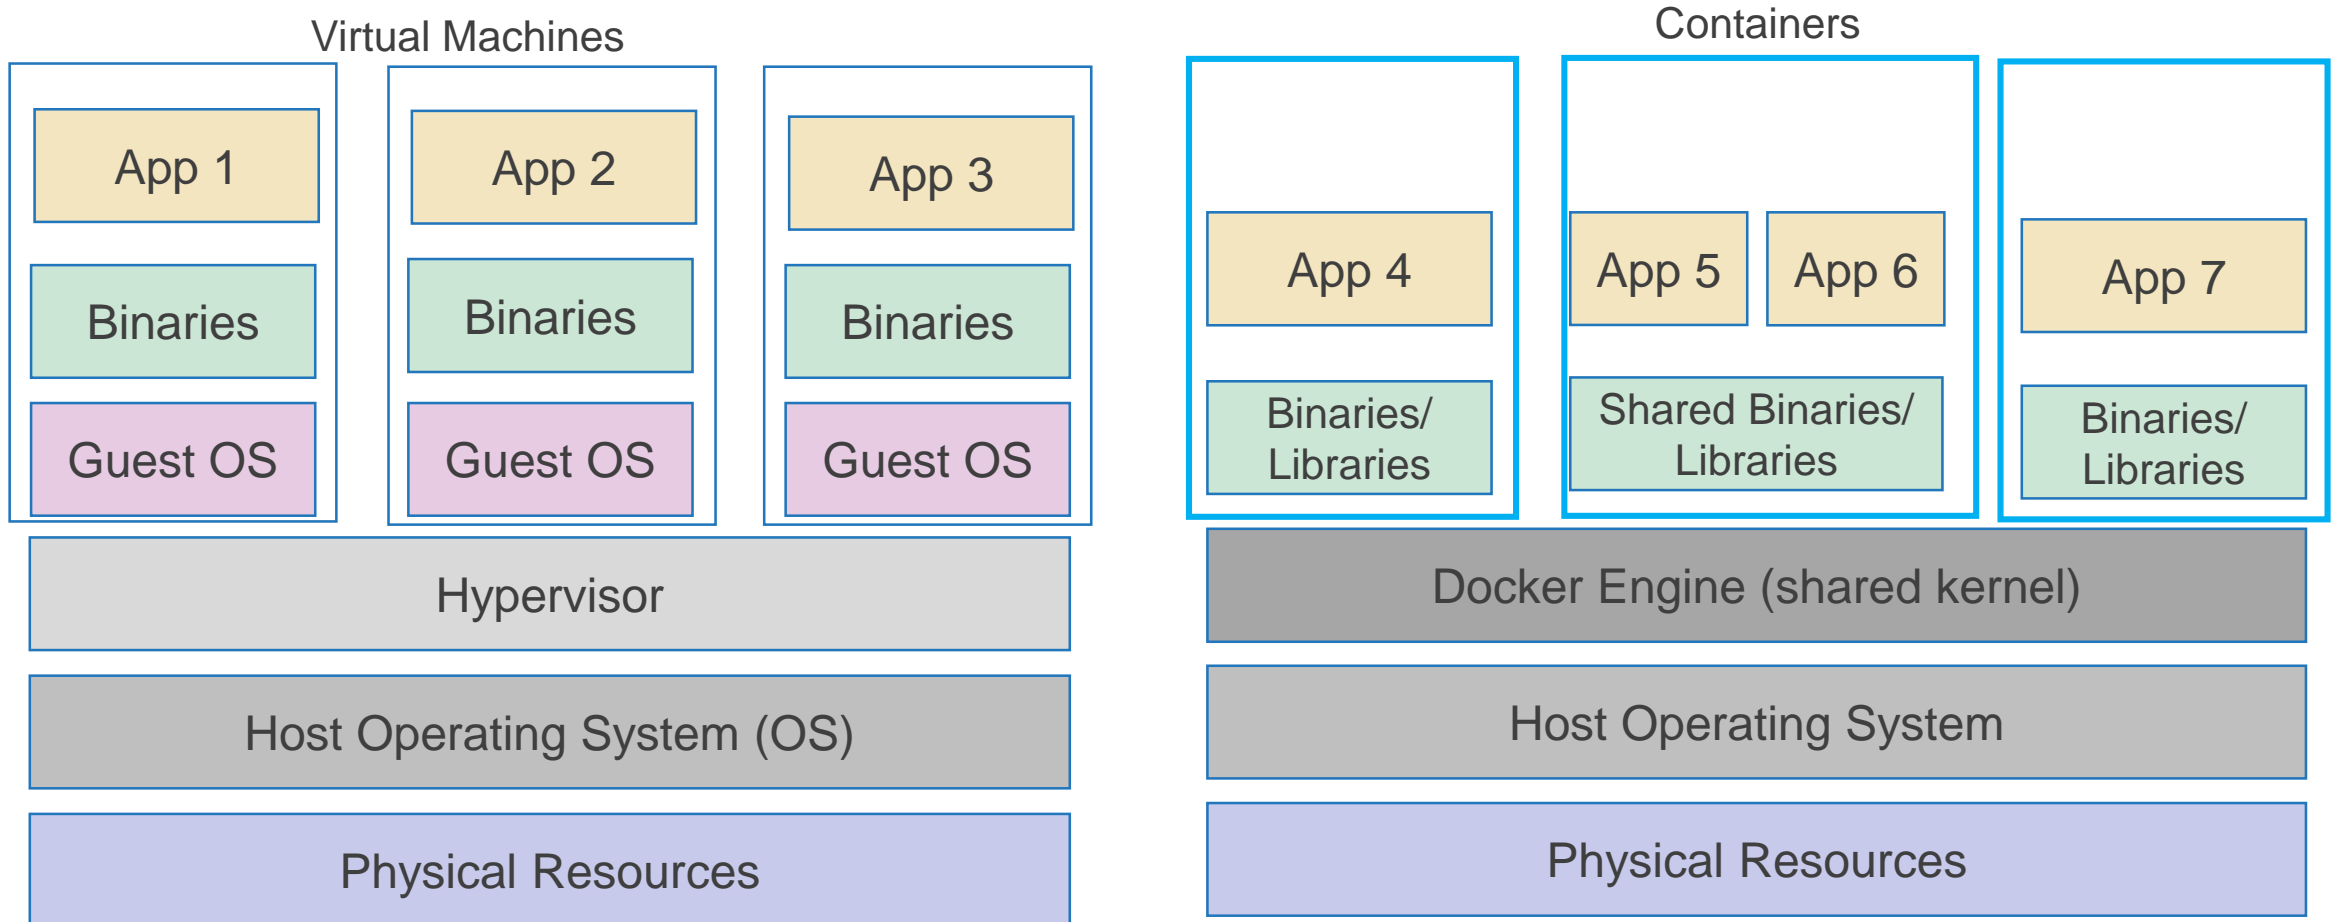 Virtual Machines
App 1
App 2
App 3
Binaries
Binaries
Binaries
Guest OS
Guest OS
Guest OS
Hypervisor
Host Operating System (OS)
Physical Resources
Containers
App 4
App 5
App 6
App 7
Binaries/
Libraries
Shared Binaries/
Libraries
Binaries/
Libraries
Docker Engine (shared kernel)
Host Operating System
Physical Resources